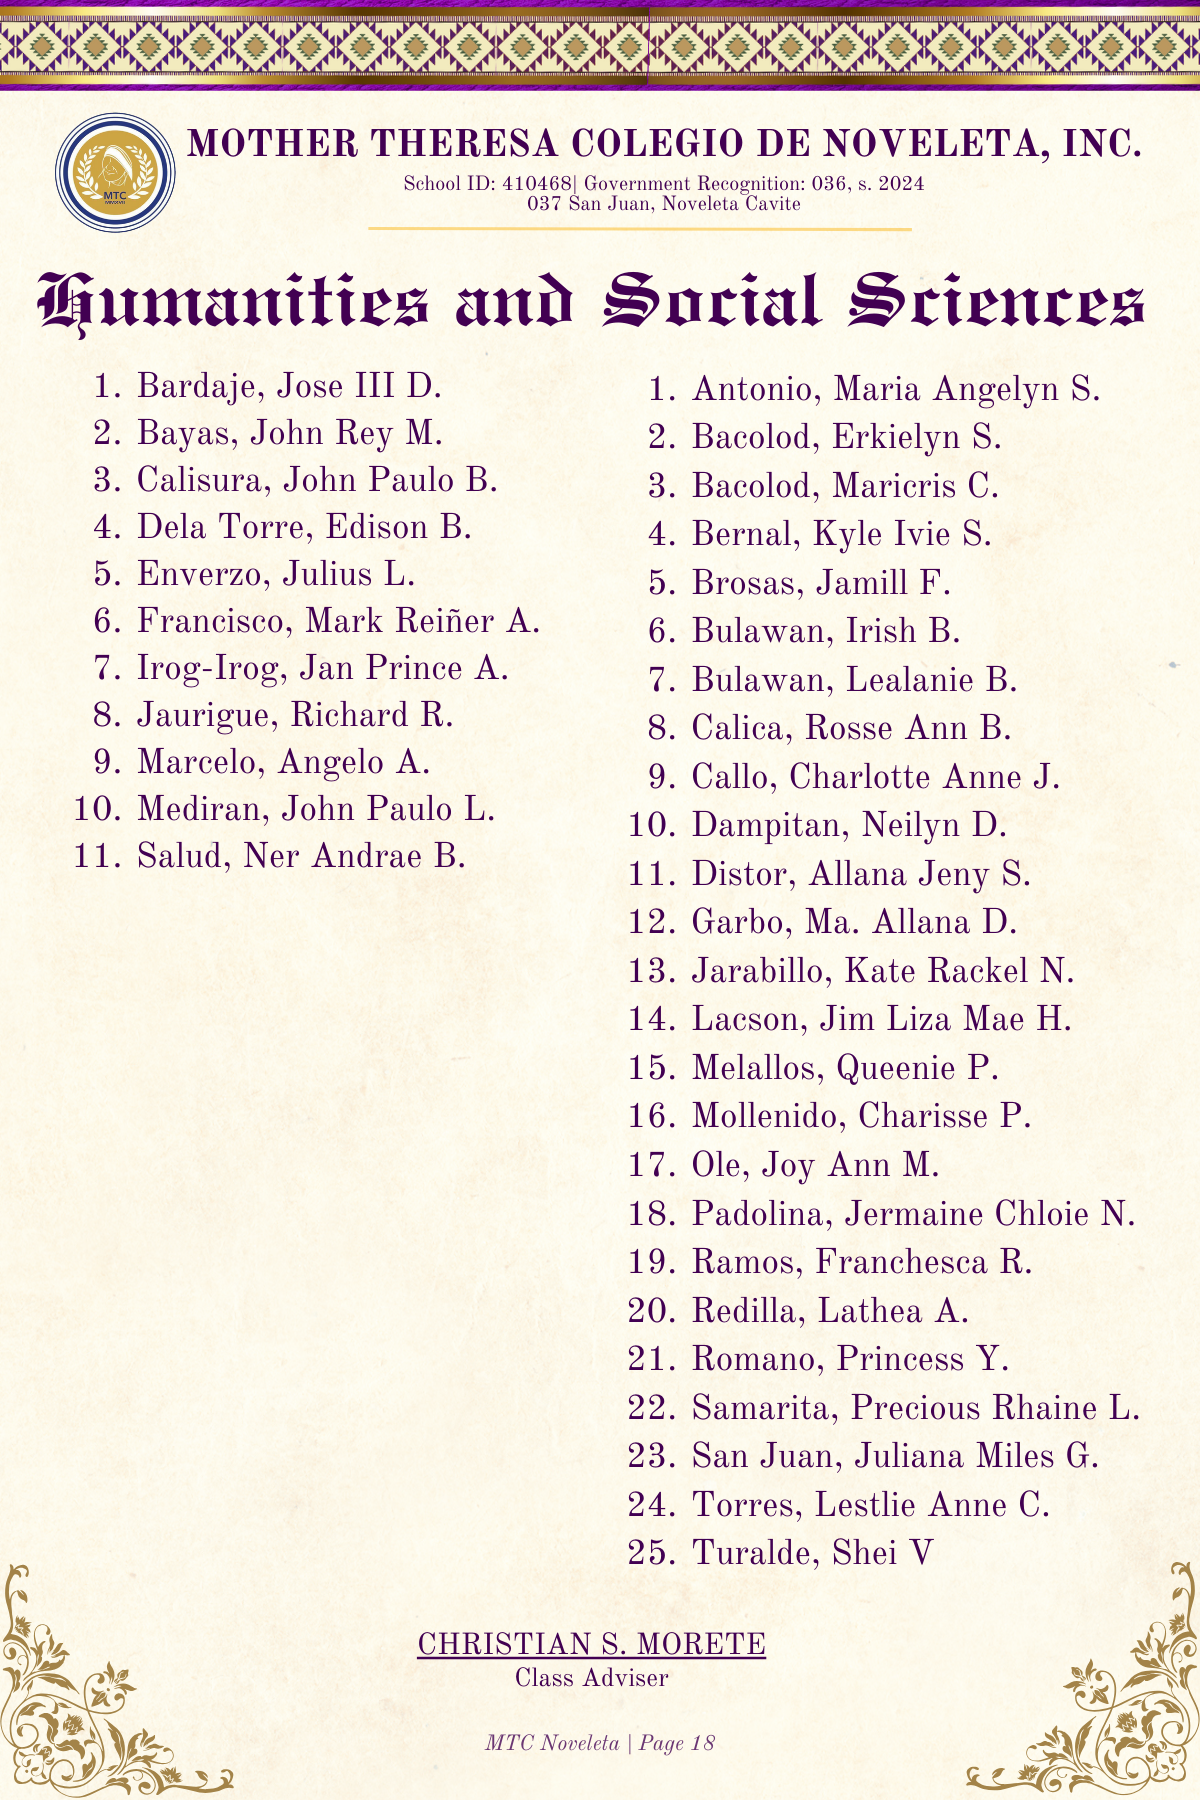 MOTHER THERESA COLEGIO DE NOVELETA, INC.
School ID: 410468| Government Recognition: 036, s. 2024
037 San Juan, Noveleta Cavite
MTC
Humanities and Social Sciences
1. Bardaje, Jose III D.
2. Bayas, John Rey M.
3. Calisura, John Paulo B.
4. Dela Torre, Edison B.
5. Enverzo, Julius L.
6. Francisco, Mark Reiñer A.
7. Irog-Irog, Jan Prince A.
8. Jaurigue, Richard R.
9. Marcelo, Angelo A.
10. Mediran, John Paulo L.
11. Salud, Ner Andrae B.
1. Antonio, Maria Angelyn S.
2. Bacolod, Erkielyn S.
3. Bacolod, Maricris C.
4. Bernal, Kyle Ivie S.
5. Brosas, Jamill F.
6. Bulawan, Irish B.
7. Bulawan, Lealanie B.
8. Calica, Rosse Ann B.
9. Callo, Charlotte Anne J.
10. Dampitan, Neilyn D.
11. Distor, Allana Jeny S.
12. Garbo, Ma. Allana D.
13. Jarabillo, Kate Rackel N.
14. Lacson, Jim Liza Mae H.
15. Melallos, Queenie P.
16. Mollenido, Charisse P.
17. Ole, Joy Ann M.
18. Padolina, Jermaine Chloie N.
19. Ramos, Franchesca R.
20. Redilla, Lathea A.
21. Romano, Princess Y.
22. Samarita, Precious Rhaine L.
23. San Juan, Juliana Miles G.
24. Torres, Lestlie Anne C.
25. Turalde, Shei V
CHRISTIAN S. MORETE
Class Adviser
MTC Noveleta | Page 18